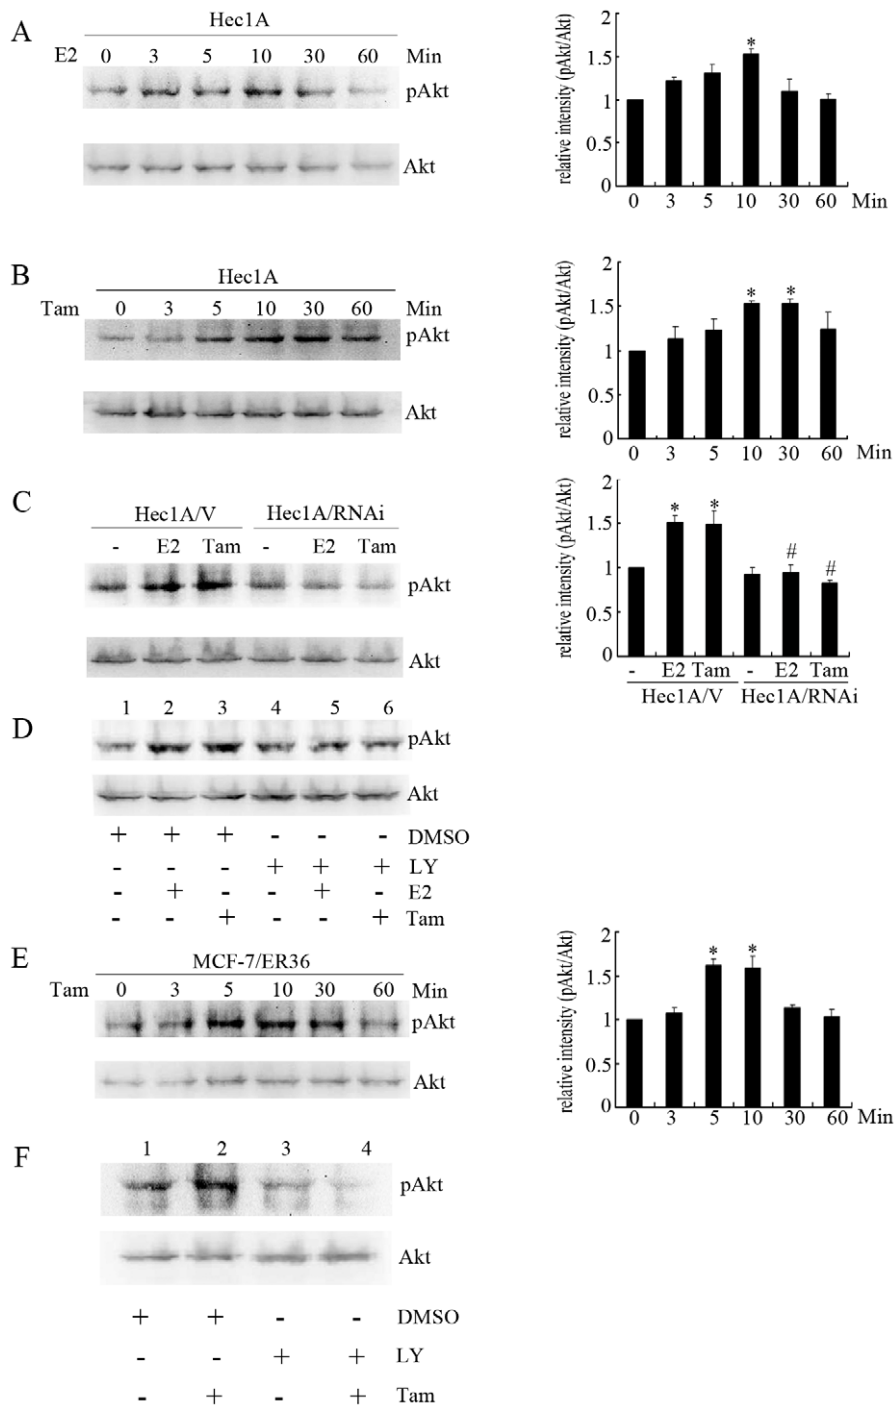 A
Hec1A
E2 0 3 5 10 30 60 Min
pAkt
Akt
relative intensity (pAkt/Akt)
2
1.5
1
0.5
0
0 3 5 10 30 60 Min
B
Hec1A
Tam 0 3 5 10 30 60 Min
pAkt
Akt
relative intensity (pAkt/Akt)
2
1.5
1
0.5
0
* *
0 3 5 10 30 60 Min
C
Hec1A/V Hec1A/RNAi
- E2 Tam - E2 Tam
pAkt
Akt
relative intensity (pAkt/Akt)
2
1.5
1
0.5
0
* * # #
- E2 Tam - E2 Tam
Hec1A/V Hec1A/RNAi
D
1 2 3 4 5 6
pAkt
Akt
+ + + - - - DMSO
- - - + + + LY
- + - - + - E2
- - + - - + Tam
E
MCF-7/ER36
Tam 0 3 5 10 30 60 Min
pAkt
Akt
relative intensity (pAkt/Akt)
2
1.5
1
0.5
0
* *
0 3 5 10 30 60 Min
F
1 2 3 4
pAkt
Akt
+ + - - DMSO
- - + + LY
- + - + Tam